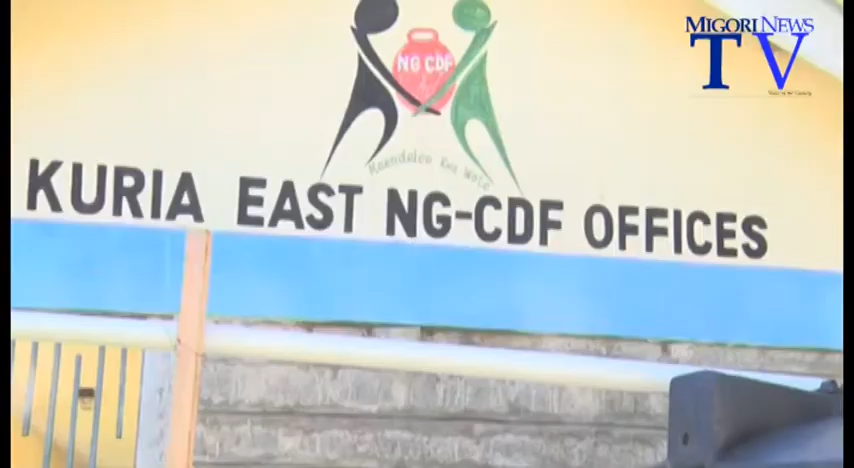 MIGORI NEWS
TV
NG CDF
Maendeleo Kwa Wote
KURIA EAST NG-CDF OFFICES